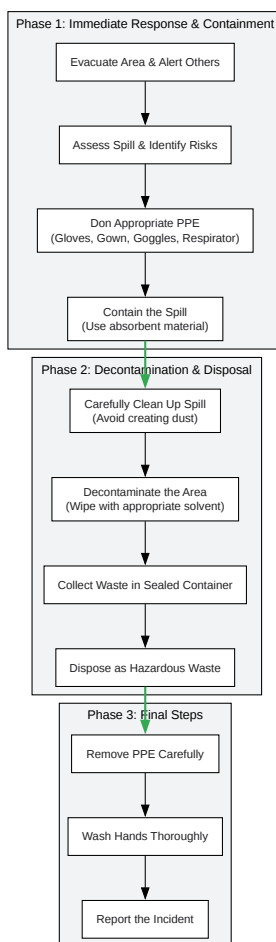 Phase 1: Immediate Response & Containment
Evacuate Area & Alert Others
Assess Spill & Identify Risks
Don Appropriate PPE
(Gloves, Gown, Goggles, Respirator)
Contain the Spill
(Use absorbent material)
Phase 2: Decontamination & Disposal
Carefully Clean Up Spill
(Avoid creating dust)
Decontaminate the Area
(Wipe with appropriate solvent)
Collect Waste in Sealed Container
Dispose as Hazardous Waste
Phase 3: Final Steps
Remove PPE Carefully
Wash Hands Thoroughly
Report the Incident